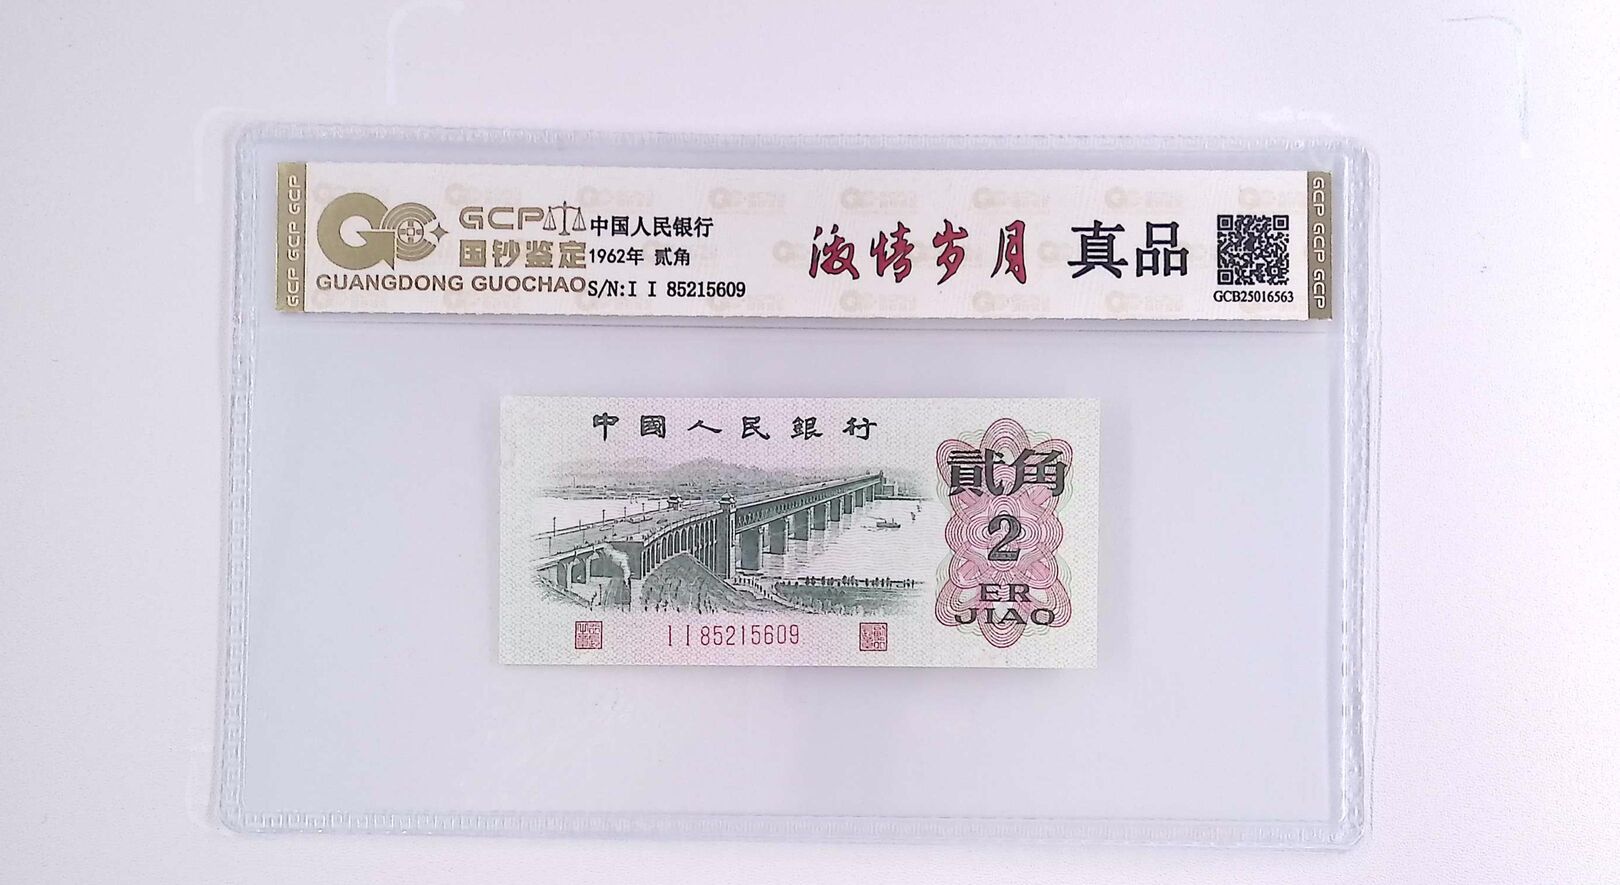 GCP GCP GCP
GCP
国钞鉴定
GUANGDONG GUOCHAO
中国人民银行
1962年 贰角
S/N:I I 85215609
激情岁月
真品
GCB25016563
GCP GCP GCP
中國人民銀行
貳角
2
ER
JIAO
I I 85215609